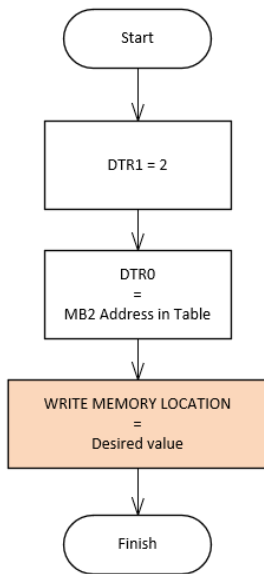 Start
DTR1 = 2
DTR0
=
MB2 Address in Table
WRITE MEMORY LOCATION
=
Desired value
Finish